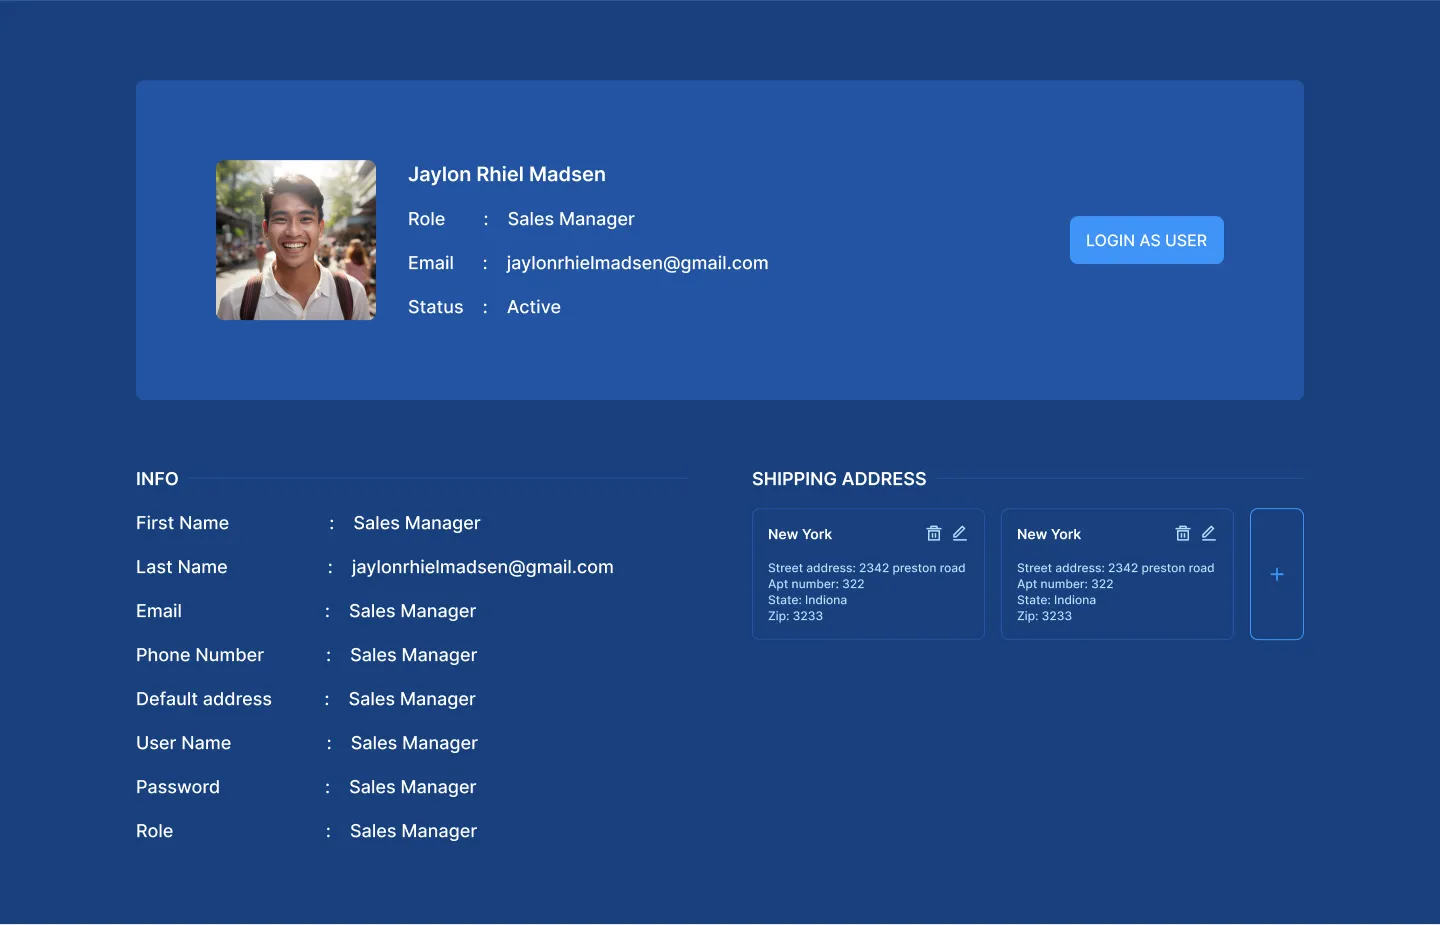 Jaylon Rhiel Madsen
Role : Sales Manager
Email : jaylonrhielmadsen@gmail.com
Status : Active
LOGIN AS USER
INFO
First Name : Sales Manager
Last Name : jaylonrhielmadsen@gmail.com
Email : Sales Manager
Phone Number : Sales Manager
Default address : Sales Manager
User Name : Sales Manager
Password : Sales Manager
Role : Sales Manager
SHIPPING ADDRESS
New York
Street address: 2342 preston road
Apt number: 322
State: Indiona
Zip: 3233
New York
Street address: 2342 preston road
Apt number: 322
State: Indiona
Zip: 3233
+